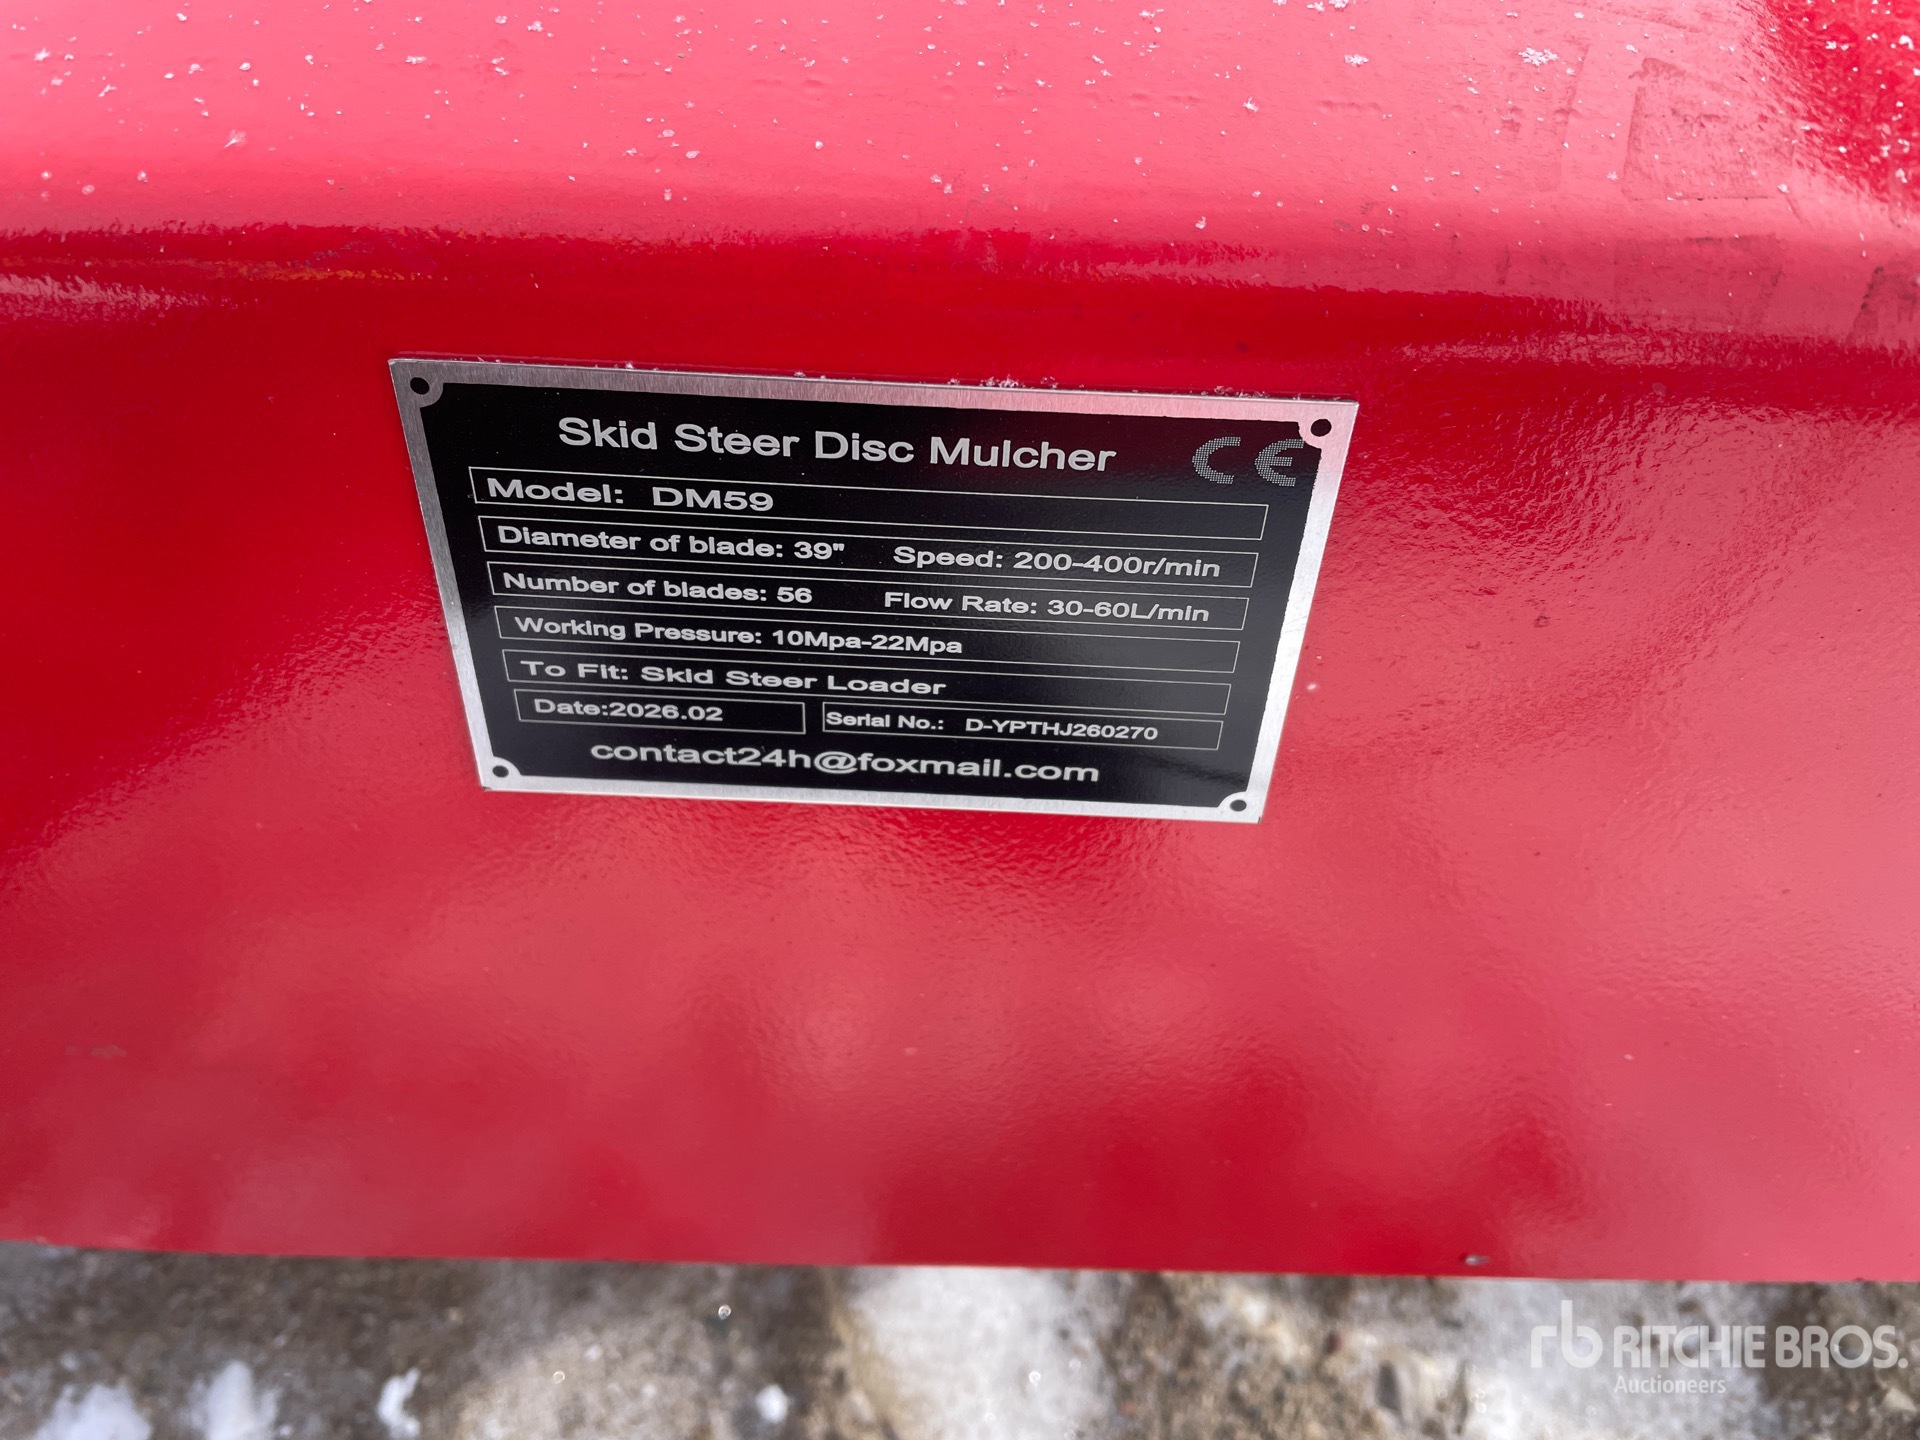 Skid Steer Disc Mulcher CE
Model: DM59
Diameter of blade: 39" Speed: 200-400r/min
Number of blades: 56 Flow Rate: 30-60L/min
Working Pressure: 10Mpa-22Mpa
To Fit: Skid Steer Loader
Date:2026.02 Serial No.: D-YPTHJ260270
contact24h@foxmail.com
rb RITCHIE BROS.
Auctioneers